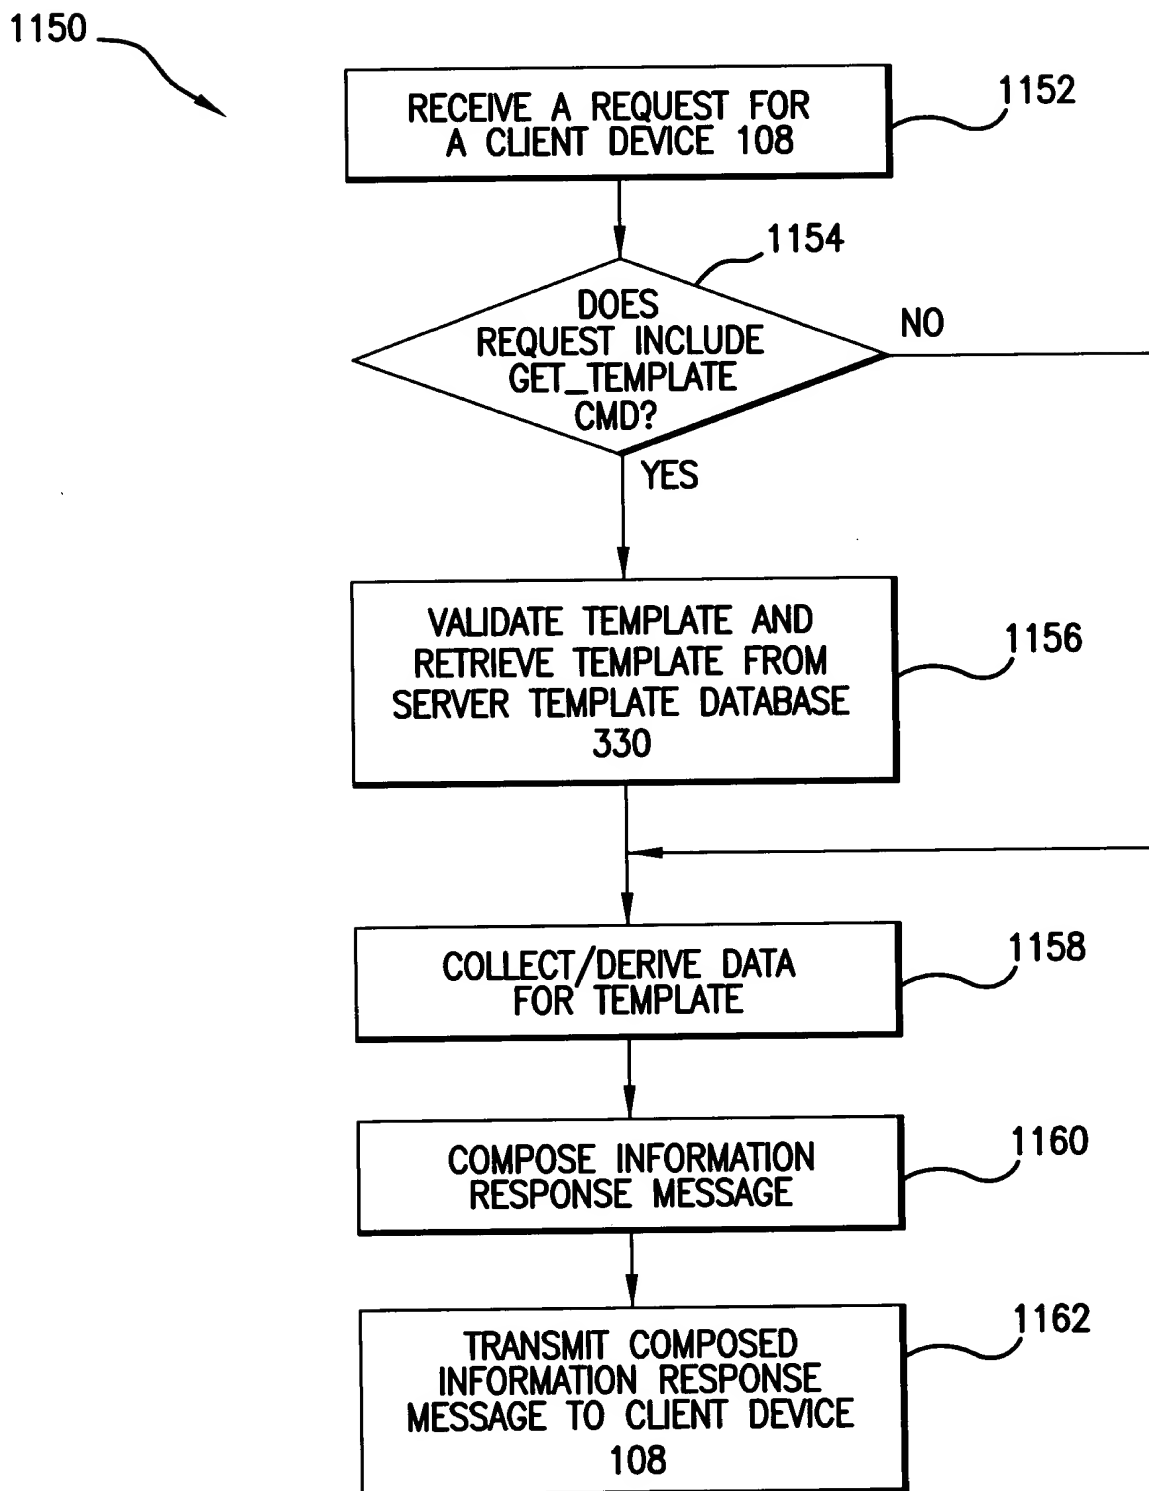 1150
RECEIVE A REQUEST FOR
A CLIENT DEVICE 108
1152
1154
DOES
REQUEST INCLUDE
GET_TEMPLATE
CMD?
NO
YES
VALIDATE TEMPLATE AND
RETRIEVE TEMPLATE FROM
SERVER TEMPLATE DATABASE
330
1156
COLLECT/DERIVE DATA
FOR TEMPLATE
1158
COMPOSE INFORMATION
RESPONSE MESSAGE
1160
TRANSMIT COMPOSED
INFORMATION RESPONSE
MESSAGE TO CLIENT DEVICE
108
1162